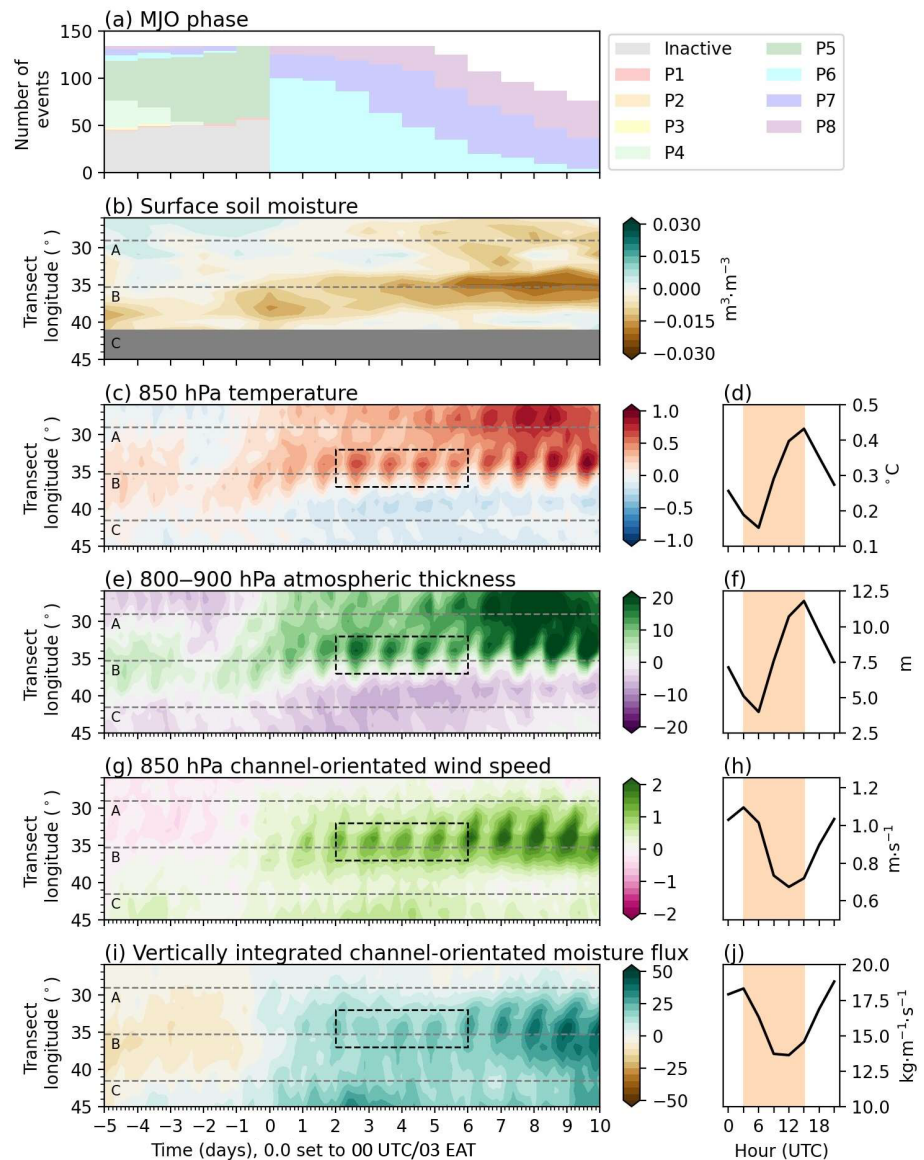 (a) MJO phase
150
100
50
0
Number of
events
Inactive
P1
P2
P3
P4
P5
P6
P7
P8
(b) Surface soil moisture
30
35
40
45
Transect
longitude (°)
A
B
C
0.030
0.015
0.000
−0.015
−0.030
m³·m⁻³
(c) 850 hPa temperature
30
35
40
45
Transect
longitude (°)
A
B
C
1.0
0.5
0.0
−0.5
−1.0
(d)
0.5
0.4
0.3
0.2
0.1
°C
(e) 800–900 hPa atmospheric thickness
30
35
40
45
Transect
longitude (°)
A
B
C
20
10
0
−10
−20
(f)
12.5
10.0
7.5
5.0
2.5
m
(g) 850 hPa channel-orientated wind speed
30
35
40
45
Transect
longitude (°)
A
B
C
2
1
0
−1
−2
(h)
1.2
1.0
0.8
0.6
m·s⁻¹
(i) Vertically integrated channel-orientated moisture flux
30
35
40
45
Transect
longitude (°)
A
B
C
50
25
0
−25
−50
(j)
20.0
17.5
15.0
12.5
10.0
kg·m⁻¹·s⁻¹
−5 −4 −3 −2 −1 0 1 2 3 4 5 6 7 8 9 10
Time (days), 0.0 set to 00 UTC/03 EAT
0 6 12 18
Hour (UTC)